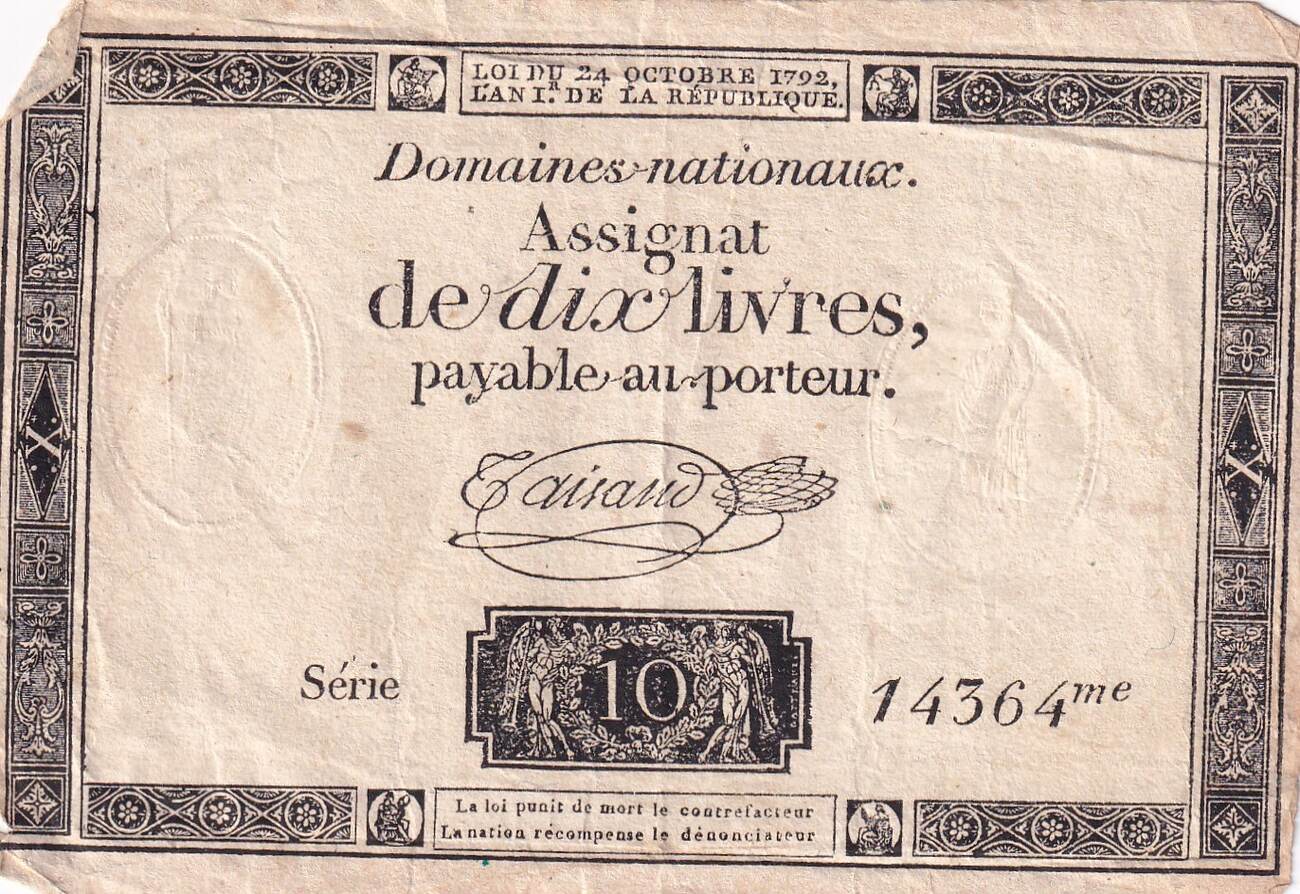 LOI DU 24 OCTOBRE 1792,
L'AN I.R DE LA RÉPUBLIQUE.
Domaines nationaux.
Assignat
de dix livres,
payable au porteur.
Taisaud
X
X
10
Série
14364me
La loi punit de mort le contrefacteur
La nation récompense le dénonciateur